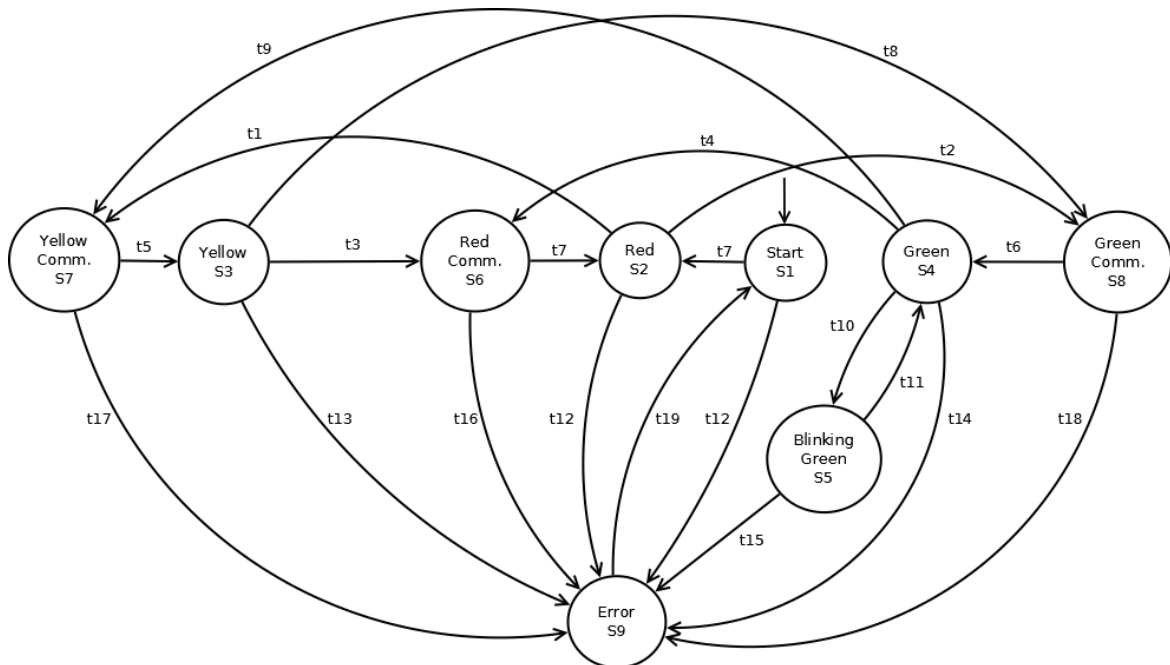 t9
t8
t1
t4
t2
Yellow
Comm.
S7
t5
Yellow
S3
t3
Red
Comm.
S6
t7
Red
S2
t7
Start
S1
Green
S4
t6
Green
Comm.
S8
t10
t11
t17
t13
t16
t12
t19
t12
t14
t18
Blinking
Green
S5
t15
Error
S9